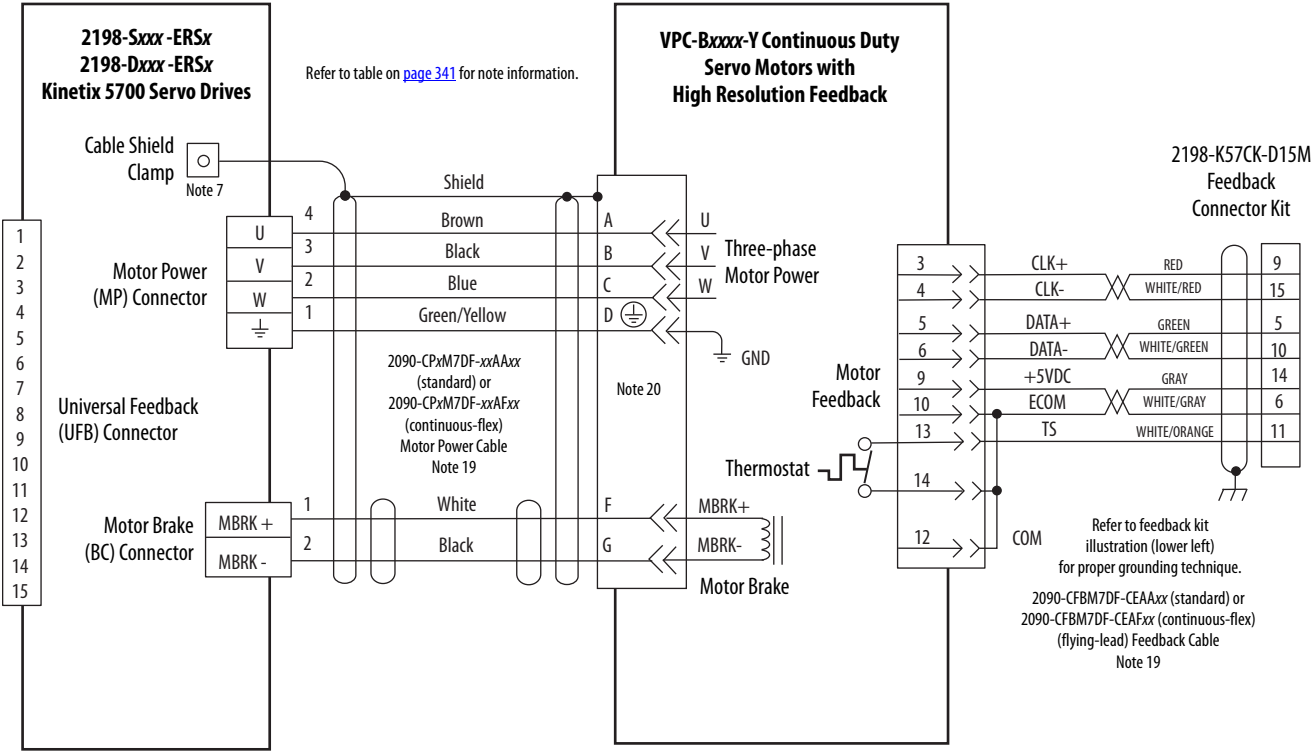 2198-Sxxx -ERSx
2198-Dxxx -ERSx
Kinetix 5700 Servo Drives
Refer to table on page 341 for note information.
VPC-Bxxxx-Y Continuous Duty
Servo Motors with
High Resolution Feedback
2198-K57CK-D15M
Feedback
Connector Kit
Cable Shield
Clamp
Note 7
1
2
3
4
5
6
7
8
9
10
11
12
13
14
15
Universal Feedback
(UFB) Connector
Motor Power
(MP) Connector
U
V
W
4
3
2
1
Shield
Brown
Black
Blue
Green/Yellow
A
B
C
D
U
V
W
Three-phase
Motor Power
GND
2090-CPxM7DF-xxAAxx
(standard) or
2090-CPxM7DF-xxAFxx
(continuous-flex)
Motor Power Cable
Note 19
Note 20
Motor Brake
(BC) Connector
MBRK +
MBRK -
1
2
White
Black
F
G
MBRK+
MBRK-
Motor Brake
Motor
Feedback
Thermostat
3
4
5
6
9
10
13
14
12
CLK+
CLK-
DATA+
DATA-
+5VDC
ECOM
TS
COM
RED
WHITE/RED
GREEN
WHITE/GREEN
GRAY
WHITE/GRAY
WHITE/ORANGE
9
15
5
10
14
6
11
Refer to feedback kit
illustration (lower left)
for proper grounding technique.
2090-CFBM7DF-CEAAxx (standard) or
2090-CFBM7DF-CEAFxx (continuous-flex)
(flying-lead) Feedback Cable
Note 19